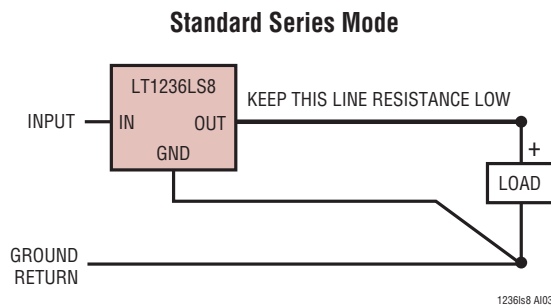 Standard Series Mode
LT1236LS8
KEEP THIS LINE RESISTANCE LOW
INPUT
IN
OUT
GND
+
LOAD
GROUND
RETURN
1236ls8 AI03